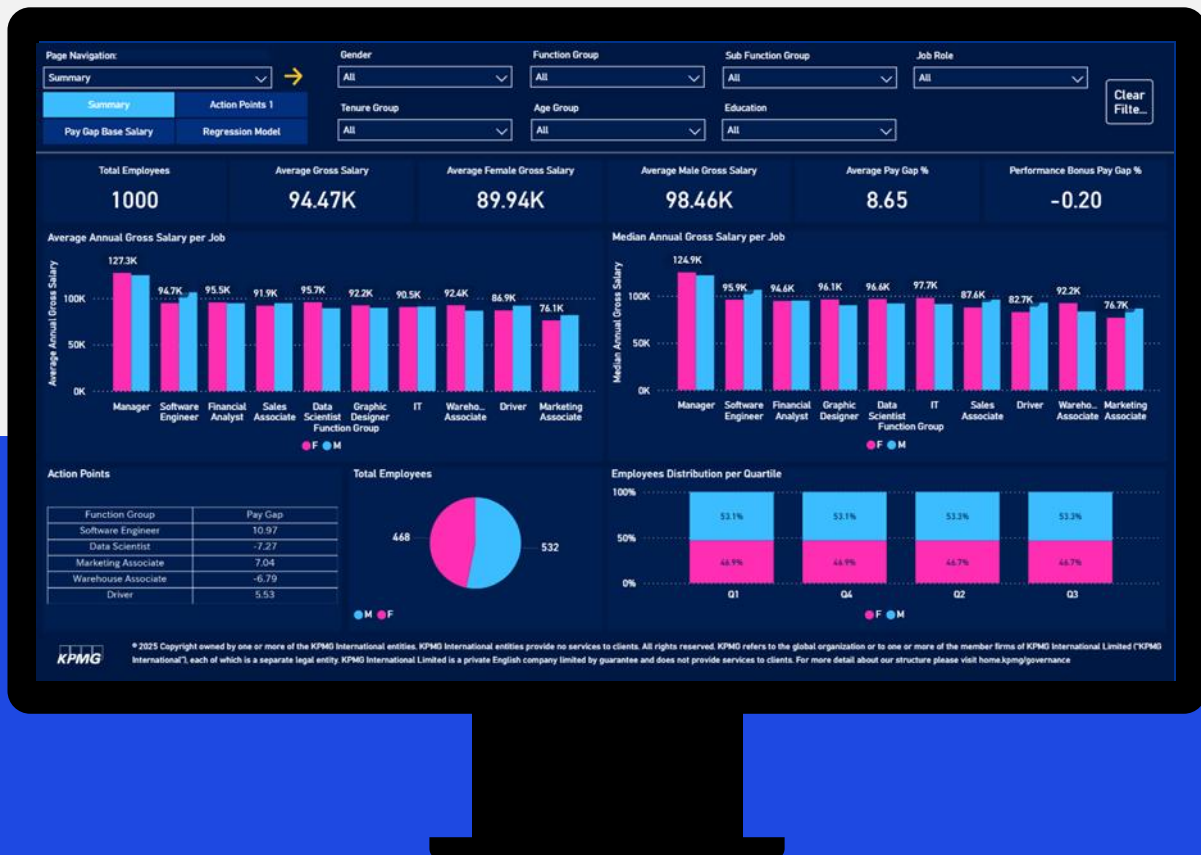 Page Navigation:
Gender
Function Group
Sub Function Group
Job Role
Summary
All
All
All
All
Clear
Filte...
Summary
Action Points 1
Tenure Group
Age Group
Education
Pay Gap Base Salary
Regression Model
All
All
All
Total Employees
1000
Average Gross Salary
94.47K
Average Female Gross Salary
89.94K
Average Male Gross Salary
98.46K
Average Pay Gap %
8.65
Performance Bonus Pay Gap %
-0.20
Average Annual Gross Salary per Job
Average Annual Gross Salary
127.3K
94.7K
95.5K
91.9K
95.7K
92.2K
90.5K
92.4K
86.9K
76.1K
100K
50K
0K
Manager
Software
Engineer
Financial
Analyst
Sales
Associate
Data
Scientist
Graphic
Designer
IT
Wareho...
Associate
Driver
Marketing
Associate
Function Group
F M
Median Annual Gross Salary per Job
Median Annual Gross Salary
124.9K
95.9K
94.6K
96.1K
96.6K
97.7K
87.6K
82.7K
92.2K
76.7K
100K
50K
0K
Manager
Software
Engineer
Financial
Analyst
Graphic
Designer
Data
Scientist
IT
Sales
Associate
Driver
Wareho...
Associate
Marketing
Associate
Function Group
F M
Action Points
Function Group Pay Gap
Software Engineer 10.97
Data Scientist -7.27
Marketing Associate 7.04
Warehouse Associate -6.79
Driver 5.53
Total Employees
468
532
M F
Employees Distribution per Quartile
100%
50%
0%
53.1%
53.1%
53.3%
53.3%
46.9%
46.9%
46.7%
46.7%
Q1
Q4
Q2
Q3
F M
KPMG
© 2025 Copyright owned by one or more of the KPMG International entities. KPMG International entities provide no services to clients. All rights reserved. KPMG refers to the global organization or to one or more of the member firms of KPMG International Limited ("KPMG
International"), each of which is a separate legal entity. KPMG International Limited is a private English company limited by guarantee and does not provide services to clients. For more detail about our structure please visit home.kpmg/governance